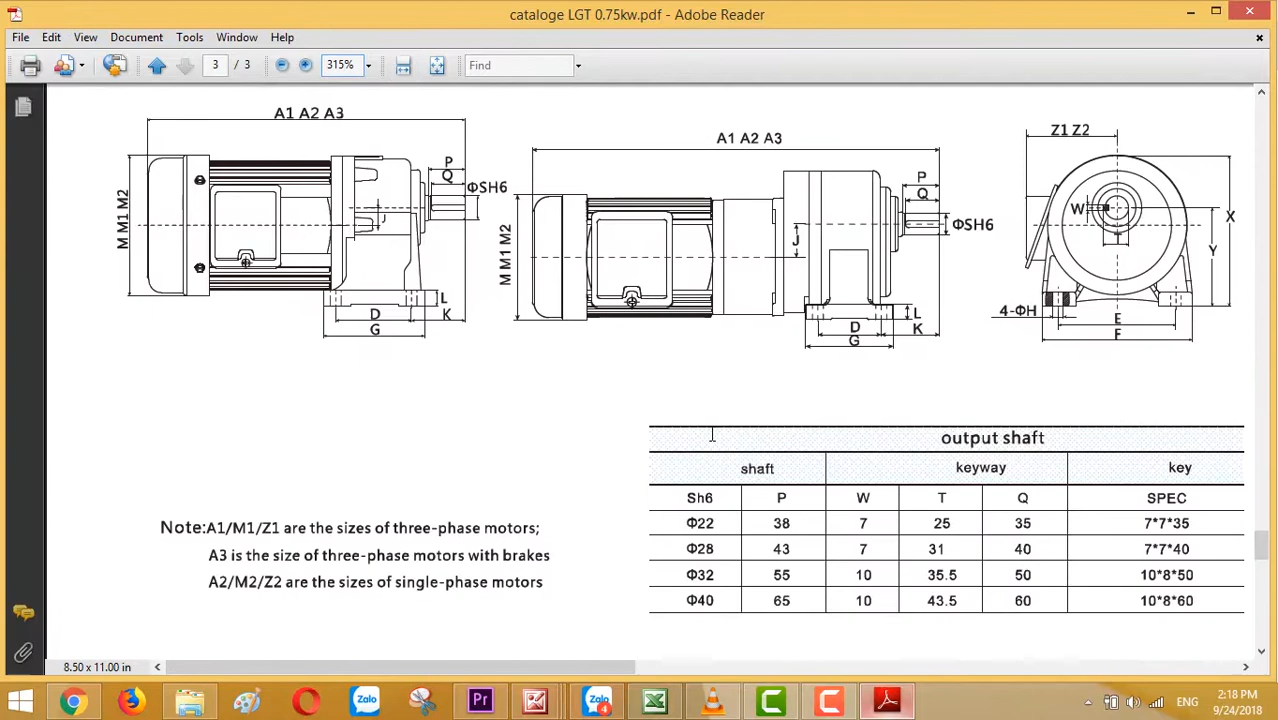 cataloge LGT 0.75kw.pdf - Adobe Reader
File Edit View Document Tools Window Help
3 / 3 315% Find
A1 A2 A3
M M1 M2
P
Q
ΦSH6
J
L
D K
G
A1 A2 A3
M M1 M2
P
Q
ΦSH6
J
L
D K
G
Z1 Z2
W
T
X
Y
4-ΦH
E
F
output shaft
shaft keyway key
Sh6 P W T Q SPEC
Φ22 38 7 25 35 7*7*35
Φ28 43 7 31 40 7*7*40
Φ32 55 10 35.5 50 10*8*50
Φ40 65 10 43.5 60 10*8*60
Note:A1/M1/Z1 are the sizes of three-phase motors;
A3 is the size of three-phase motors with brakes
A2/M2/Z2 are the sizes of single-phase motors
8.50 x 11.00 in
Zalo
Pr
Zalo
4
ENG
2:18 PM
9/24/2018